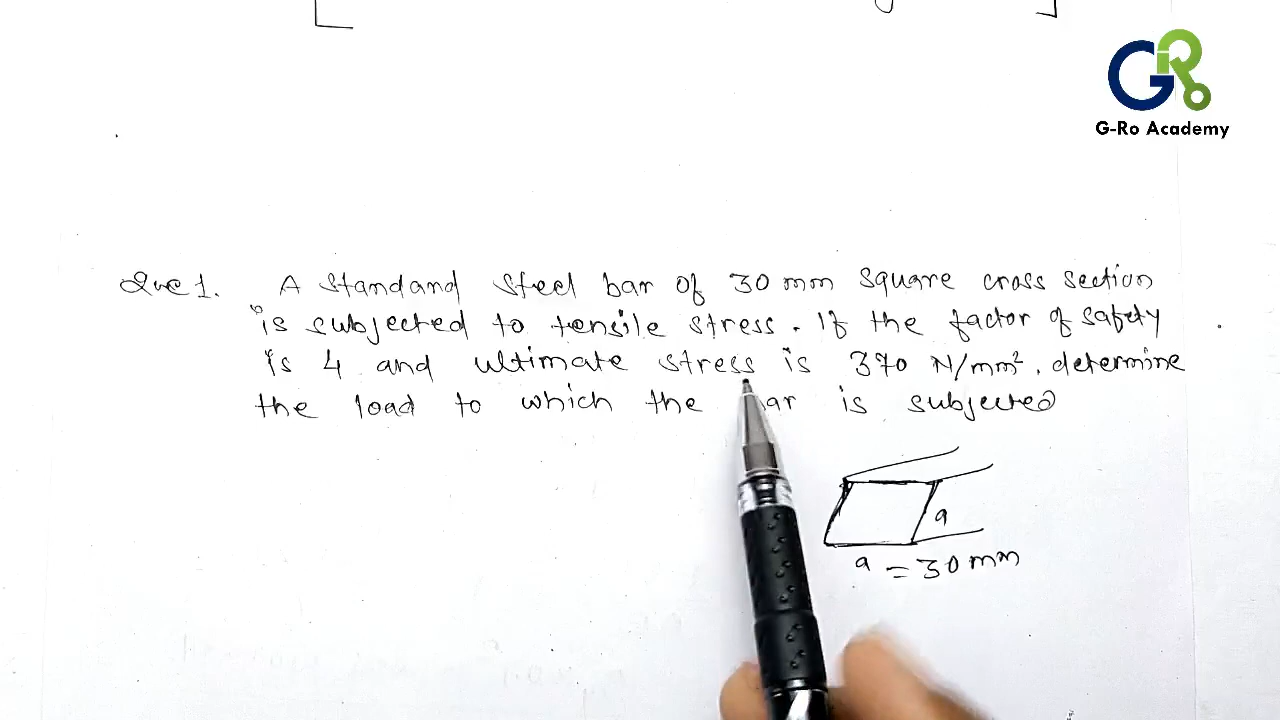 GR
G-Ro Academy
Que 1. A standard steel bar of 30 mm square cross section
is subjected to tensile stress. If the factor of safety
is 4 and ultimate stress is 370 N/mm², determine
the load to which the bar is subjected
a
a = 30 mm